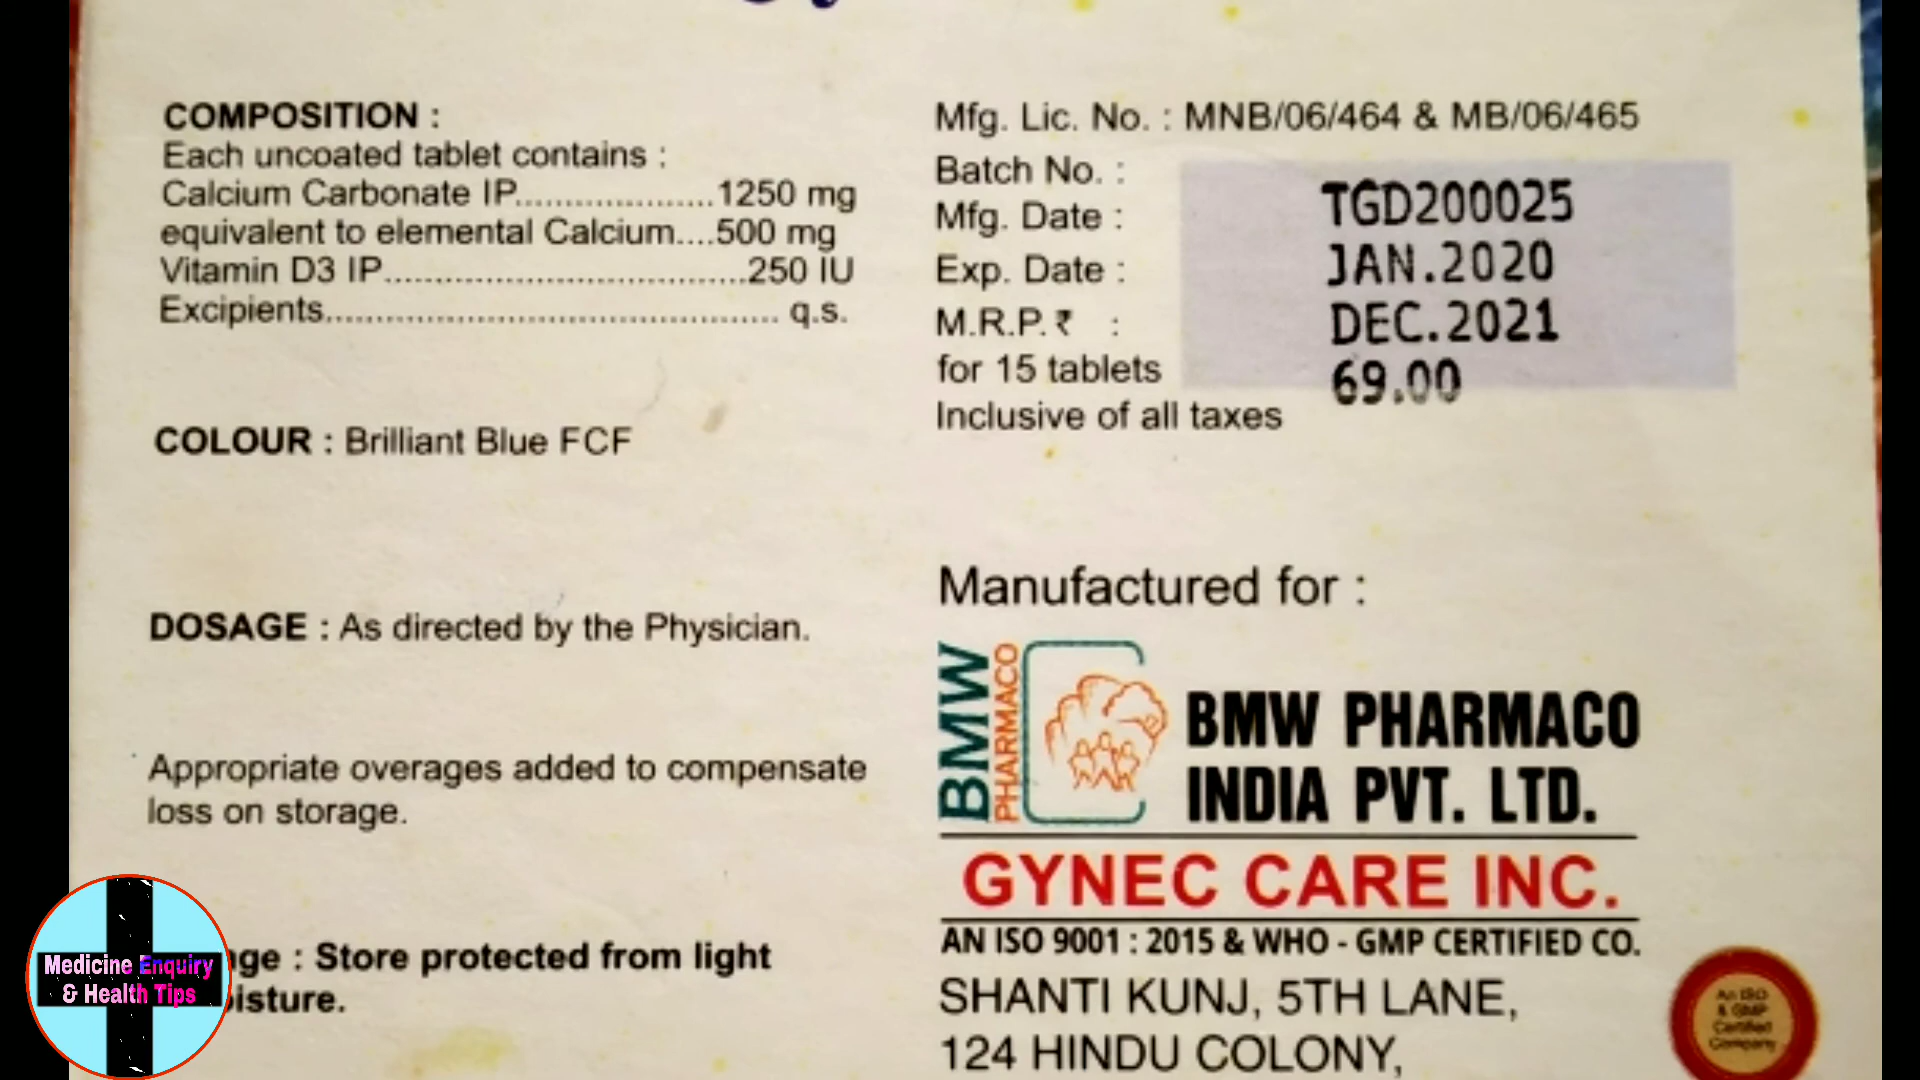 COMPOSITION :
Each uncoated tablet contains :
Calcium Carbonate IP....................1250 mg
equivalent to elemental Calcium....500 mg
Vitamin D3 IP.....................................250 IU
Excipients.............................................. q.s.
COLOUR : Brilliant Blue FCF
DOSAGE : As directed by the Physician.
Appropriate overages added to compensate
loss on storage.
: Store protected from light
Medicine Enquiry
& Health Tips
Mfg. Lic. No. : MNB/06/464 & MB/06/465
Batch No. :
TGD200025
Mfg. Date :
JAN.2020
Exp. Date :
DEC.2021
M.R.P.₹ :
69.00
for 15 tablets
Inclusive of all taxes
Manufactured for :
BMW
PHARMACO
BMW PHARMACO
INDIA PVT. LTD.
GYNEC CARE INC.
AN ISO 9001 : 2015 & WHO - GMP CERTIFIED CO.
SHANTI KUNJ, 5TH LANE,
124 HINDU COLONY,
An ISO
& GMP
Certified
Company